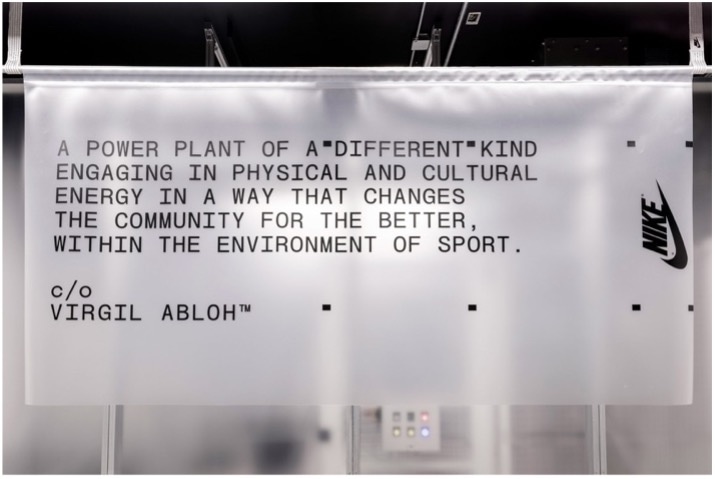 A POWER PLANT OF A"DIFFERENT"KIND
ENGAGING IN PHYSICAL AND CULTURAL
ENERGY IN A WAY THAT CHANGES
THE COMMUNITY FOR THE BETTER,
WITHIN THE ENVIRONMENT OF SPORT.
c/o
VIRGIL ABLOH™
NIKE